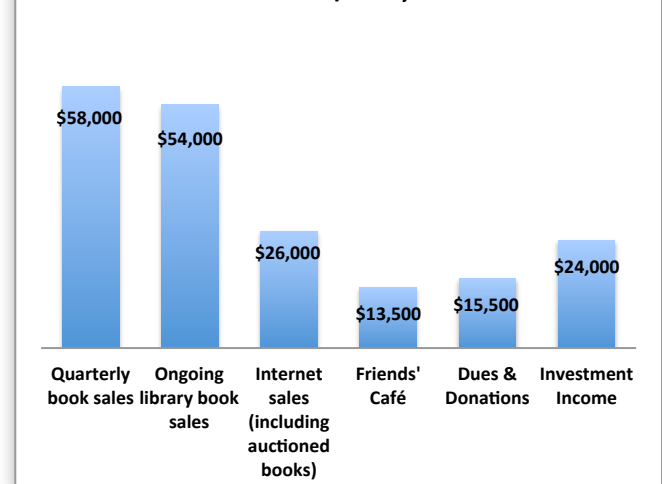 $58,000
$54,000
$26,000
$13,500
$15,500
$24,000
Quarterly
book sales
Ongoing
library book
sales
Internet
sales
(including
auctioned
books)
Friends'
Café
Dues &
Donations
Investment
Income